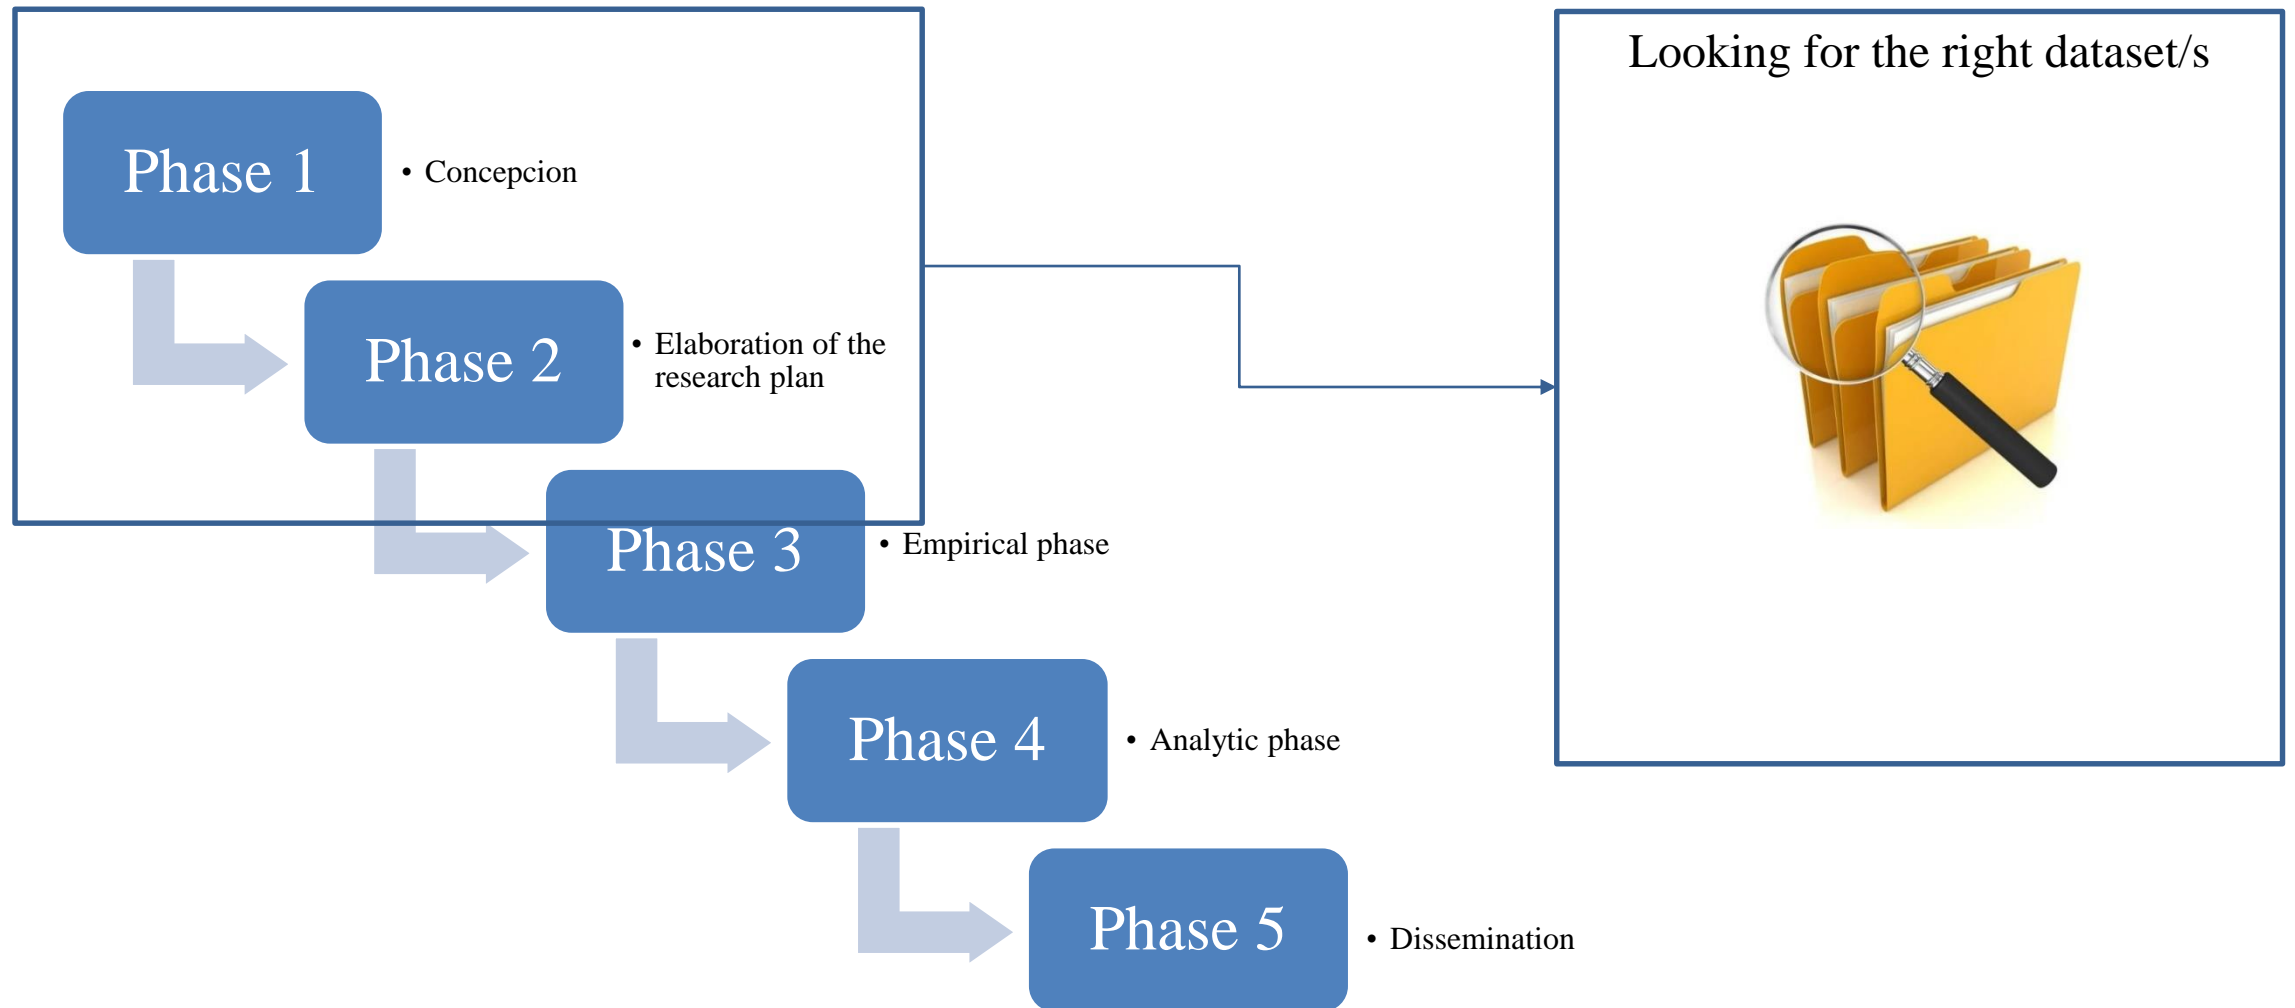 Looking for the right dataset/s
Phase 1
• Concepcion
Phase 2
• Elaboration of the
research plan
Phase 3
• Empirical phase
Phase 4
• Analytic phase
Phase 5
• Dissemination